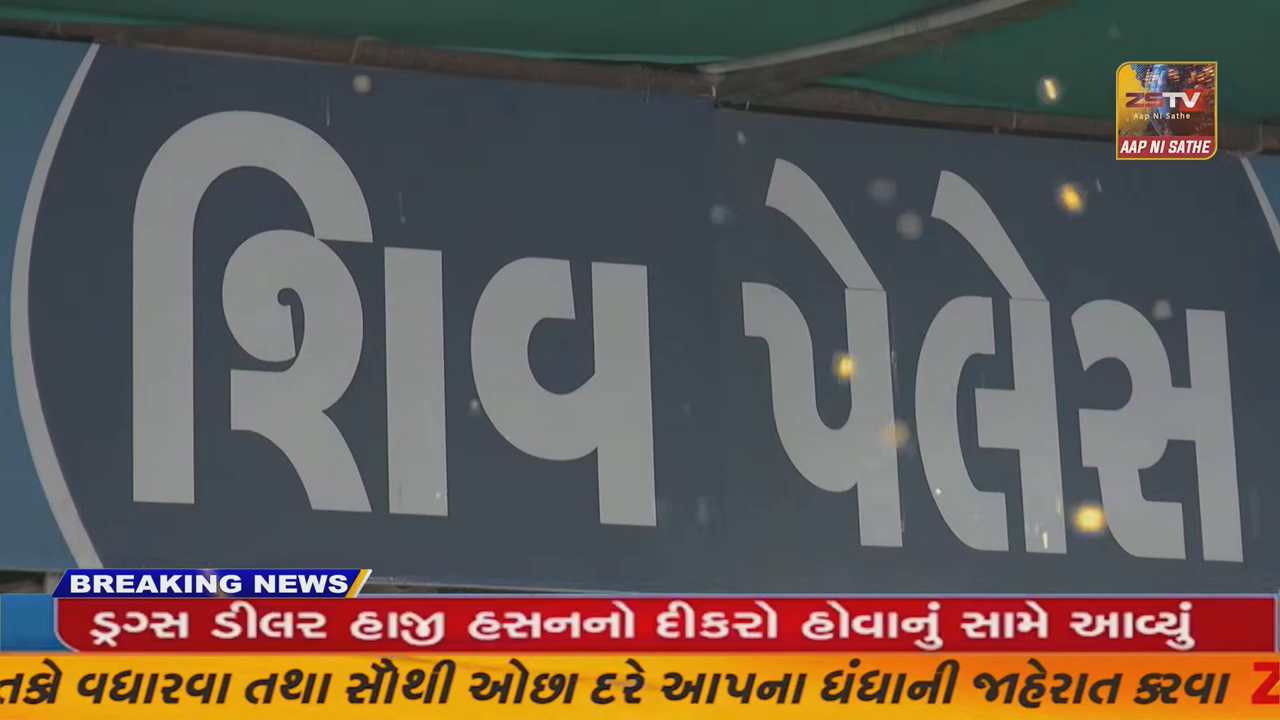 ZSTV
Aap Ni Sathe
AAP NI SATHE
શિવ પેલેસ
BREAKING NEWS
ડ્રગ્સ ડીલર હાજી હસનનો દીકરો હોવાનું સામે આવ્યું
વધારવા તથા સૌથી ઓછા દરે આપના ધંધાની જાહેરાત કરવા